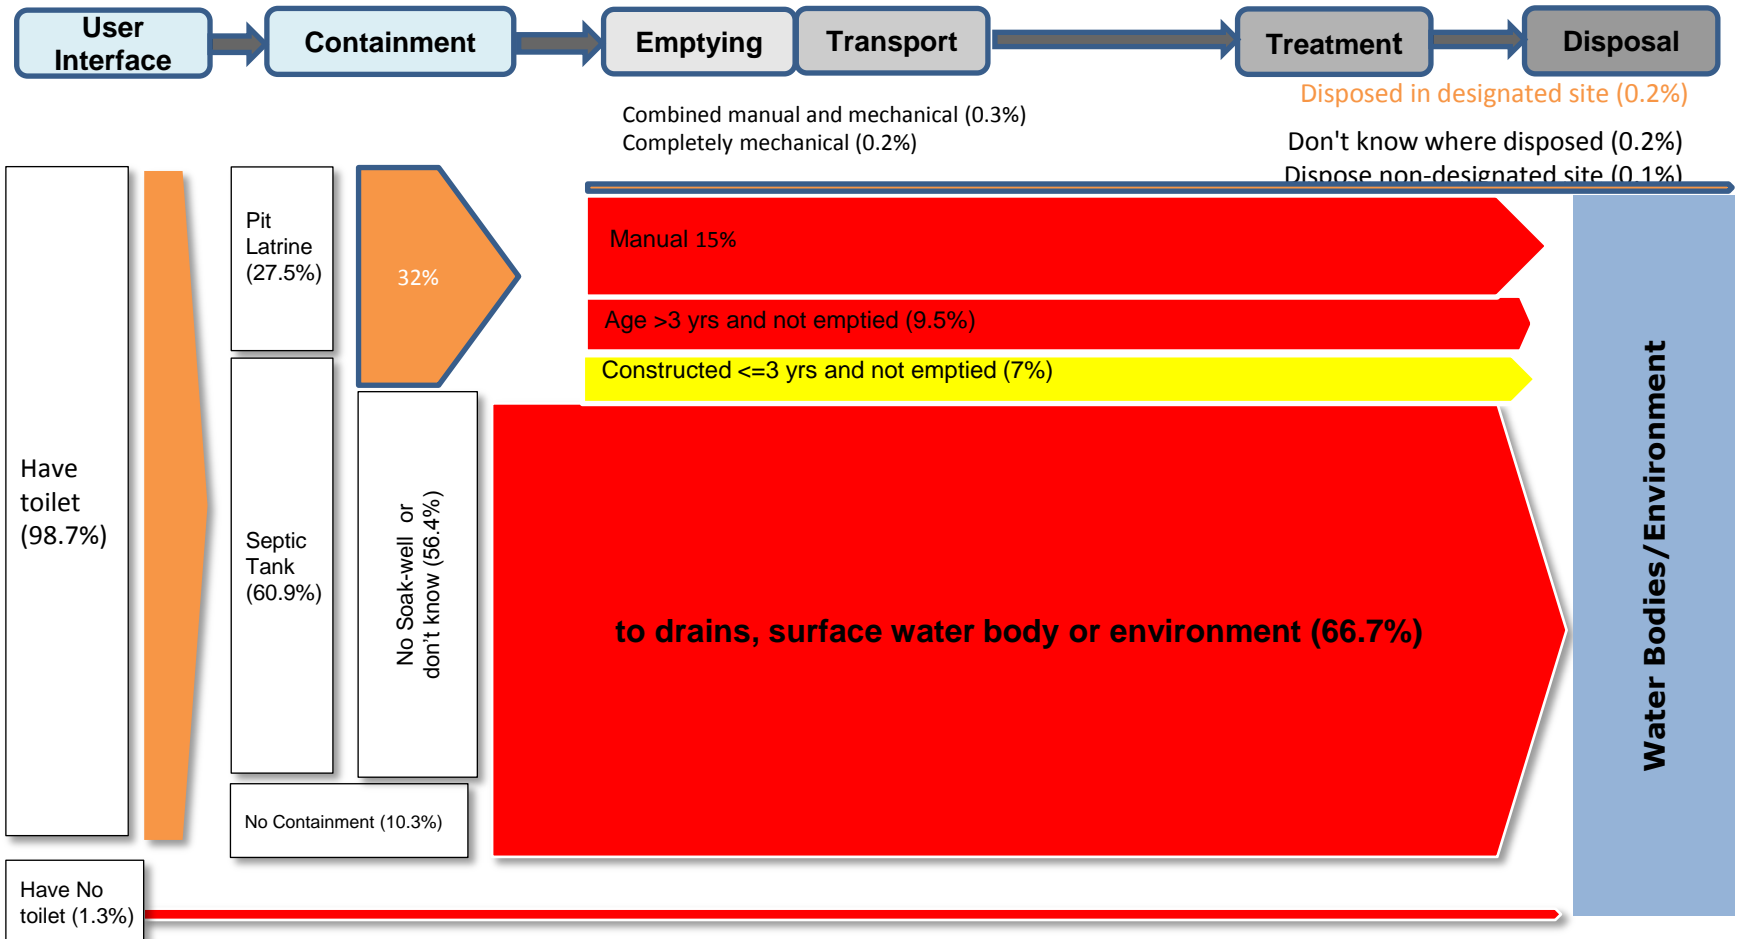 User
Interface
Containment
Emptying
Transport
Treatment
Disposal
Disposed in designated site (0.2%)
Combined manual and mechanical (0.3%)
Completely mechanical (0.2%)
Don't know where disposed (0.2%)
Dispose non-designated site (0.1%)
Have
toilet
(98.7%)
Pit
Latrine
(27.5%)
32%
Manual 15%
Age >3 yrs and not emptied (9.5%)
Constructed <=3 yrs and not emptied (7%)
Septic
Tank
(60.9%)
No Soak-well or
don't know (56.4%)
to drains, surface water body or environment (66.7%)
Water Bodies/Environment
No Containment (10.3%)
Have No
toilet (1.3%)